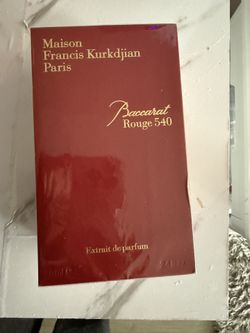 Maison
Francis Kurkdjian
Paris
Baccarat
Rouge 540
Extrait de parfum